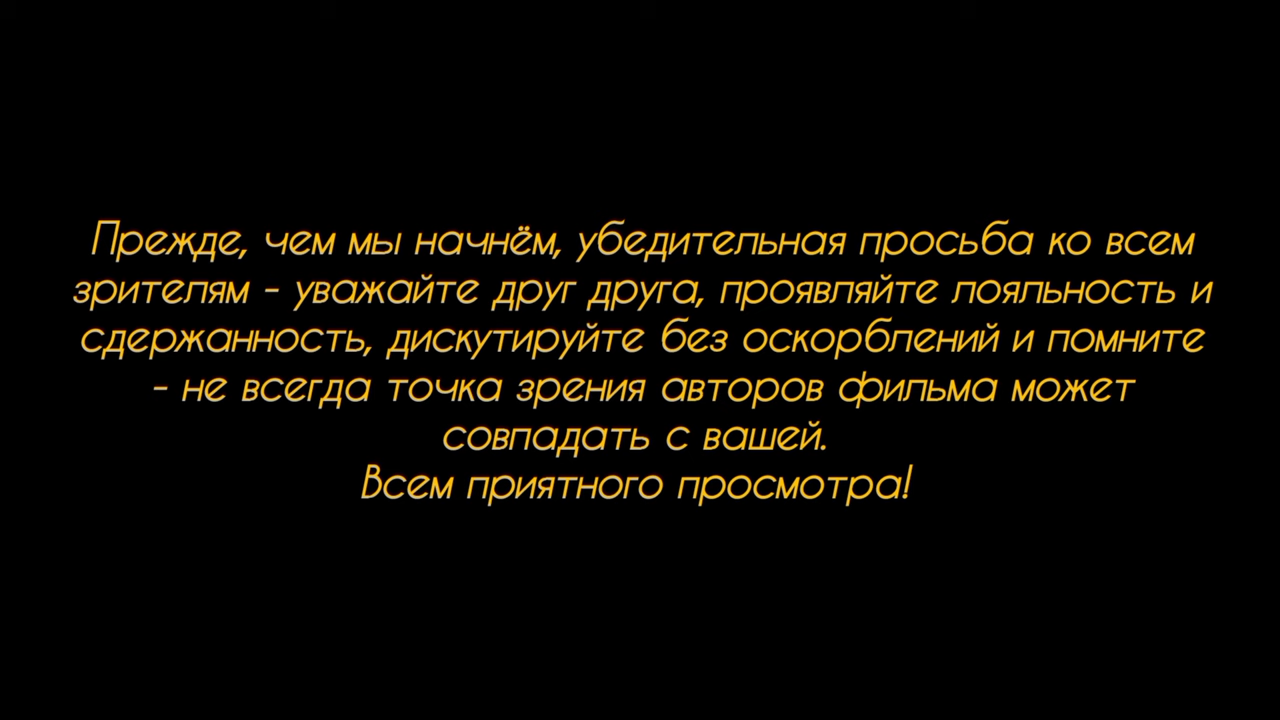 Прежде, чем мы начнём, убедительная просьба ко всем
зрителям - уважайте друг друга, проявляйте лояльность и
сдержанность, дискутируйте без оскорблений и помните
- не всегда точка зрения авторов фильма может
совпадать с вашей.
Всем приятного просмотра!